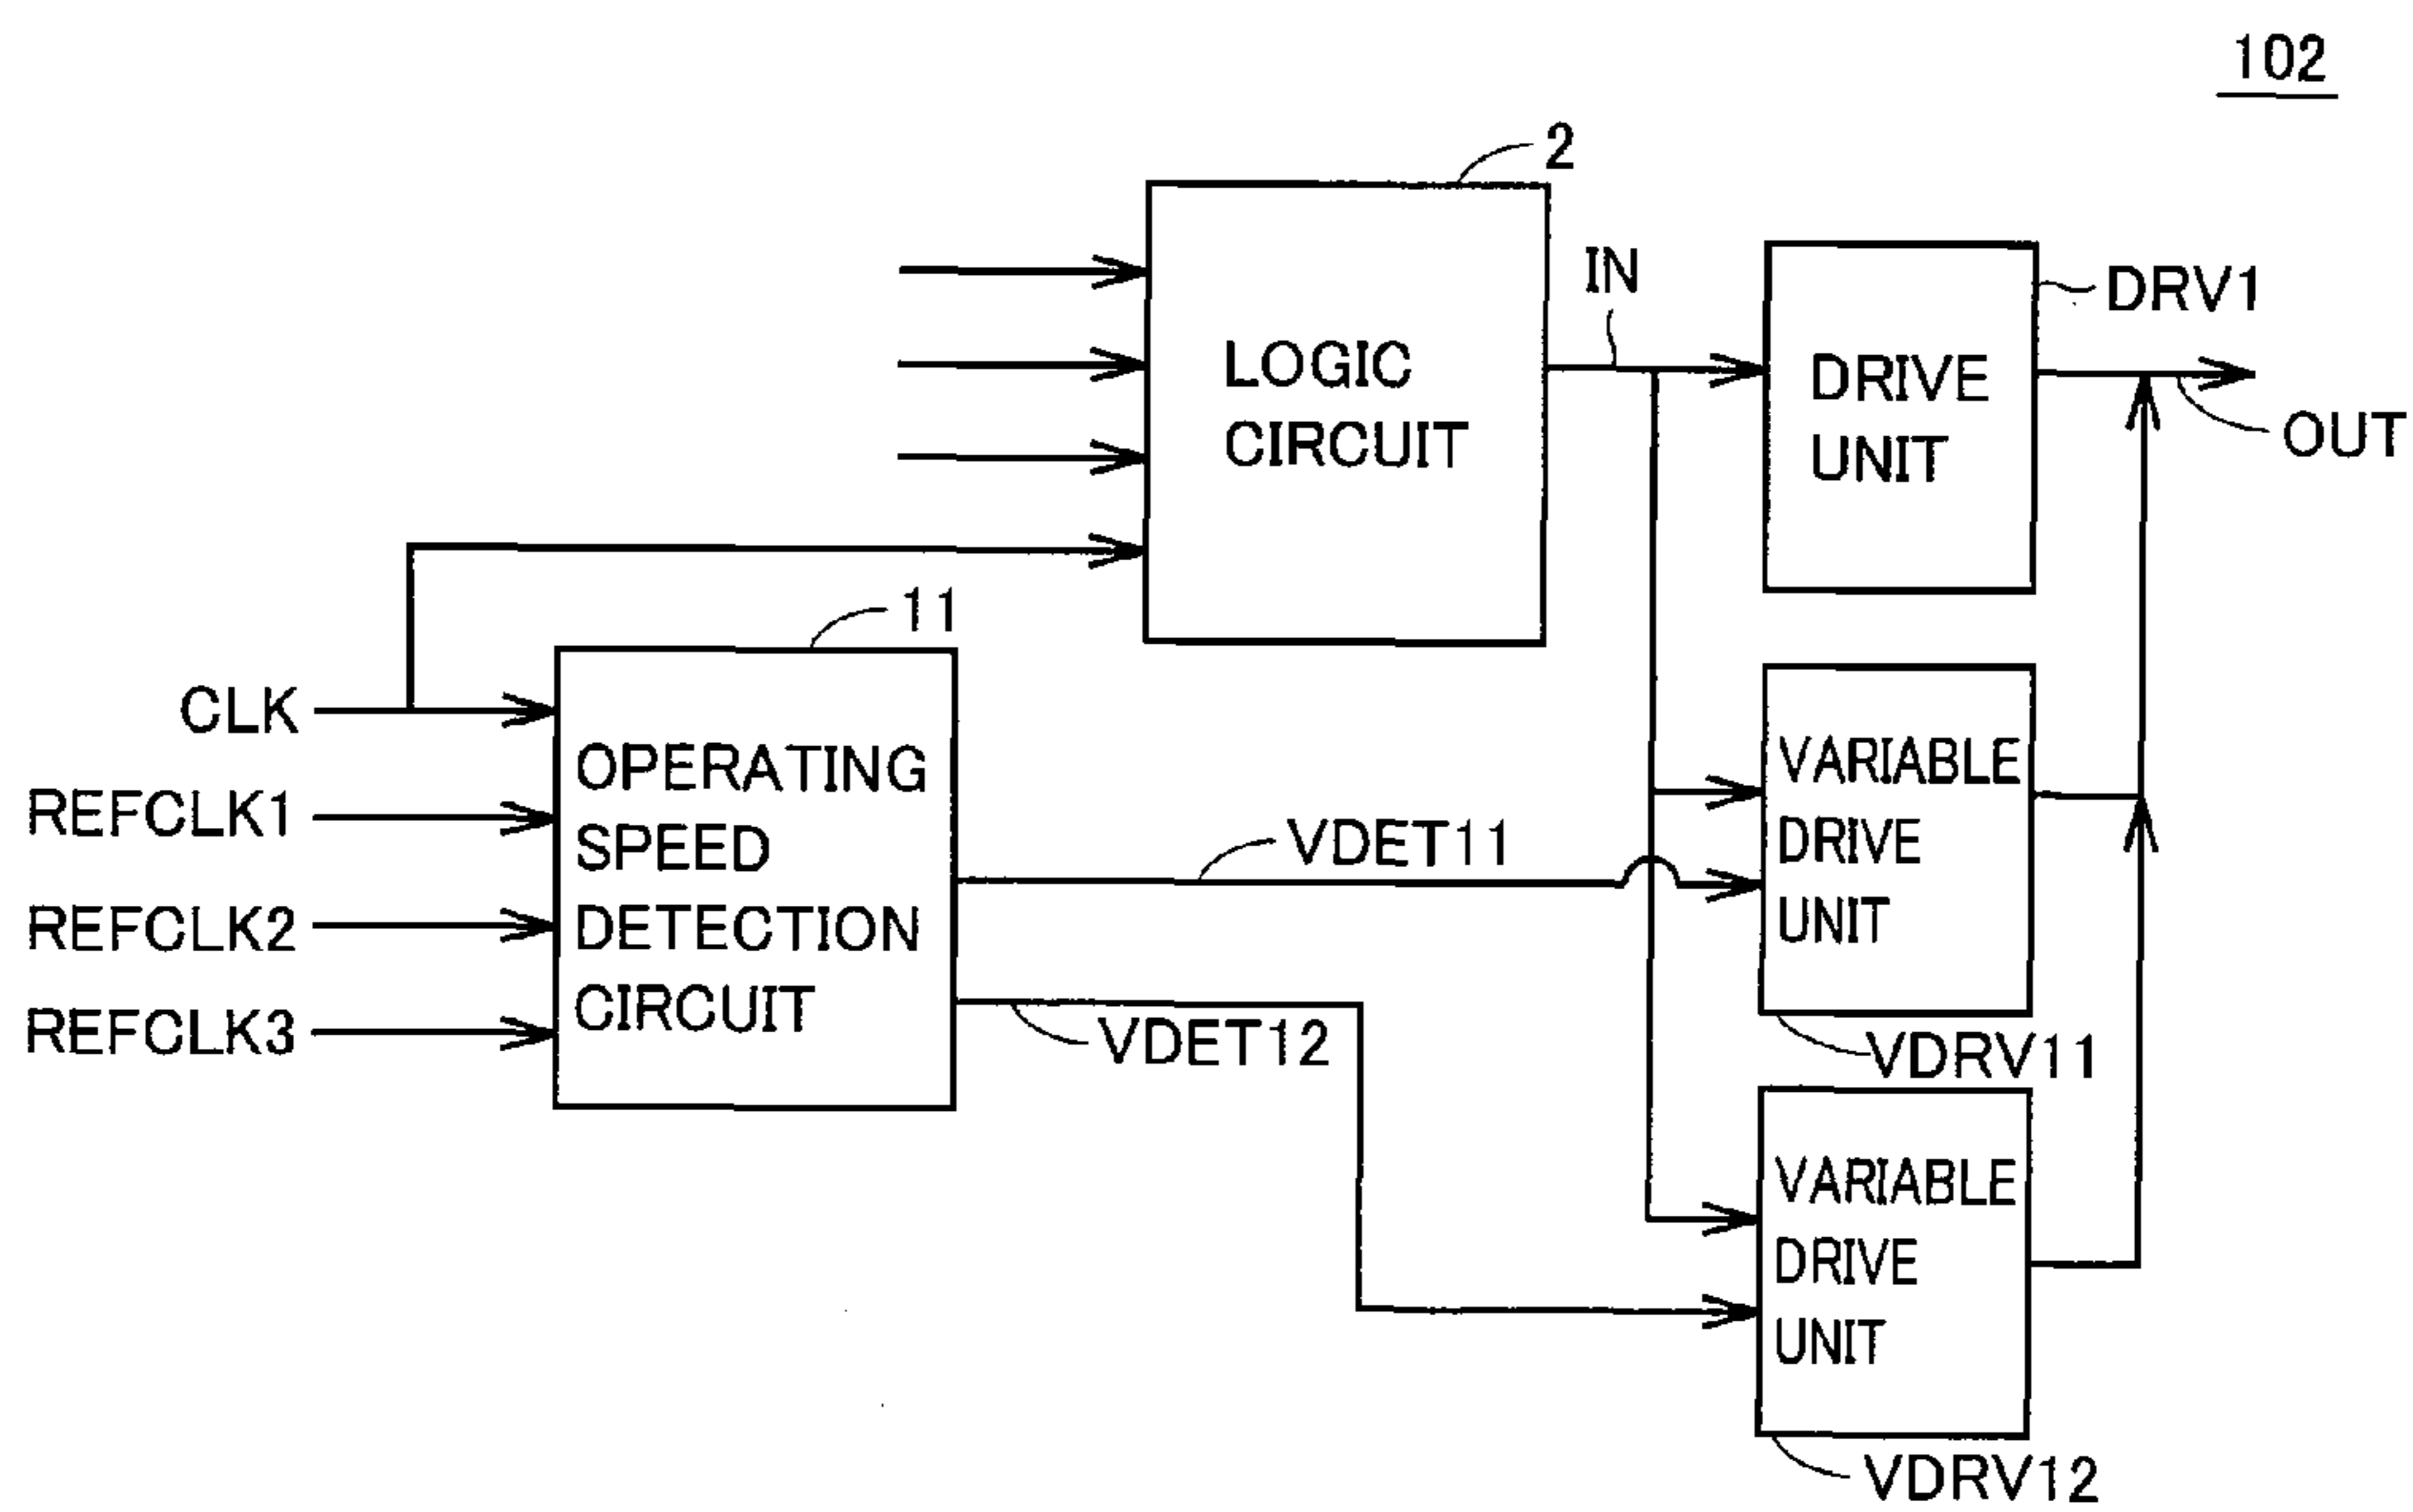 102
2
IN
DRV1
LOGIC
CIRCUIT
DRIVE
UNIT
OUT
11
CLK
REFCLK1
REFCLK2
REFCLK3
OPERATING
SPEED
DETECTION
CIRCUIT
VDET11
VDET12
VARIABLE
DRIVE
UNIT
VDRV11
VARIABLE
DRIVE
UNIT
VDRV12